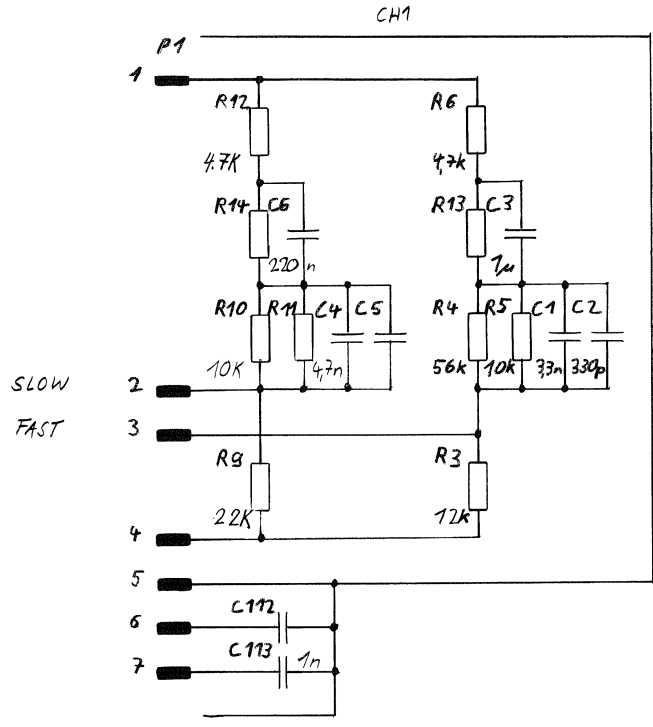 CH1
P1
1
R12
R6
4.7K
4,7k
R14 C6
R13 C3
220n
1µ
R10 R11 C4 C5
R4 R5 C1 C2
10K
4,7n
56k
10k
3,3n
330p
SLOW
2
FAST
3
R9
R3
22K
12k
4
5
C112
6
C113
7
1n